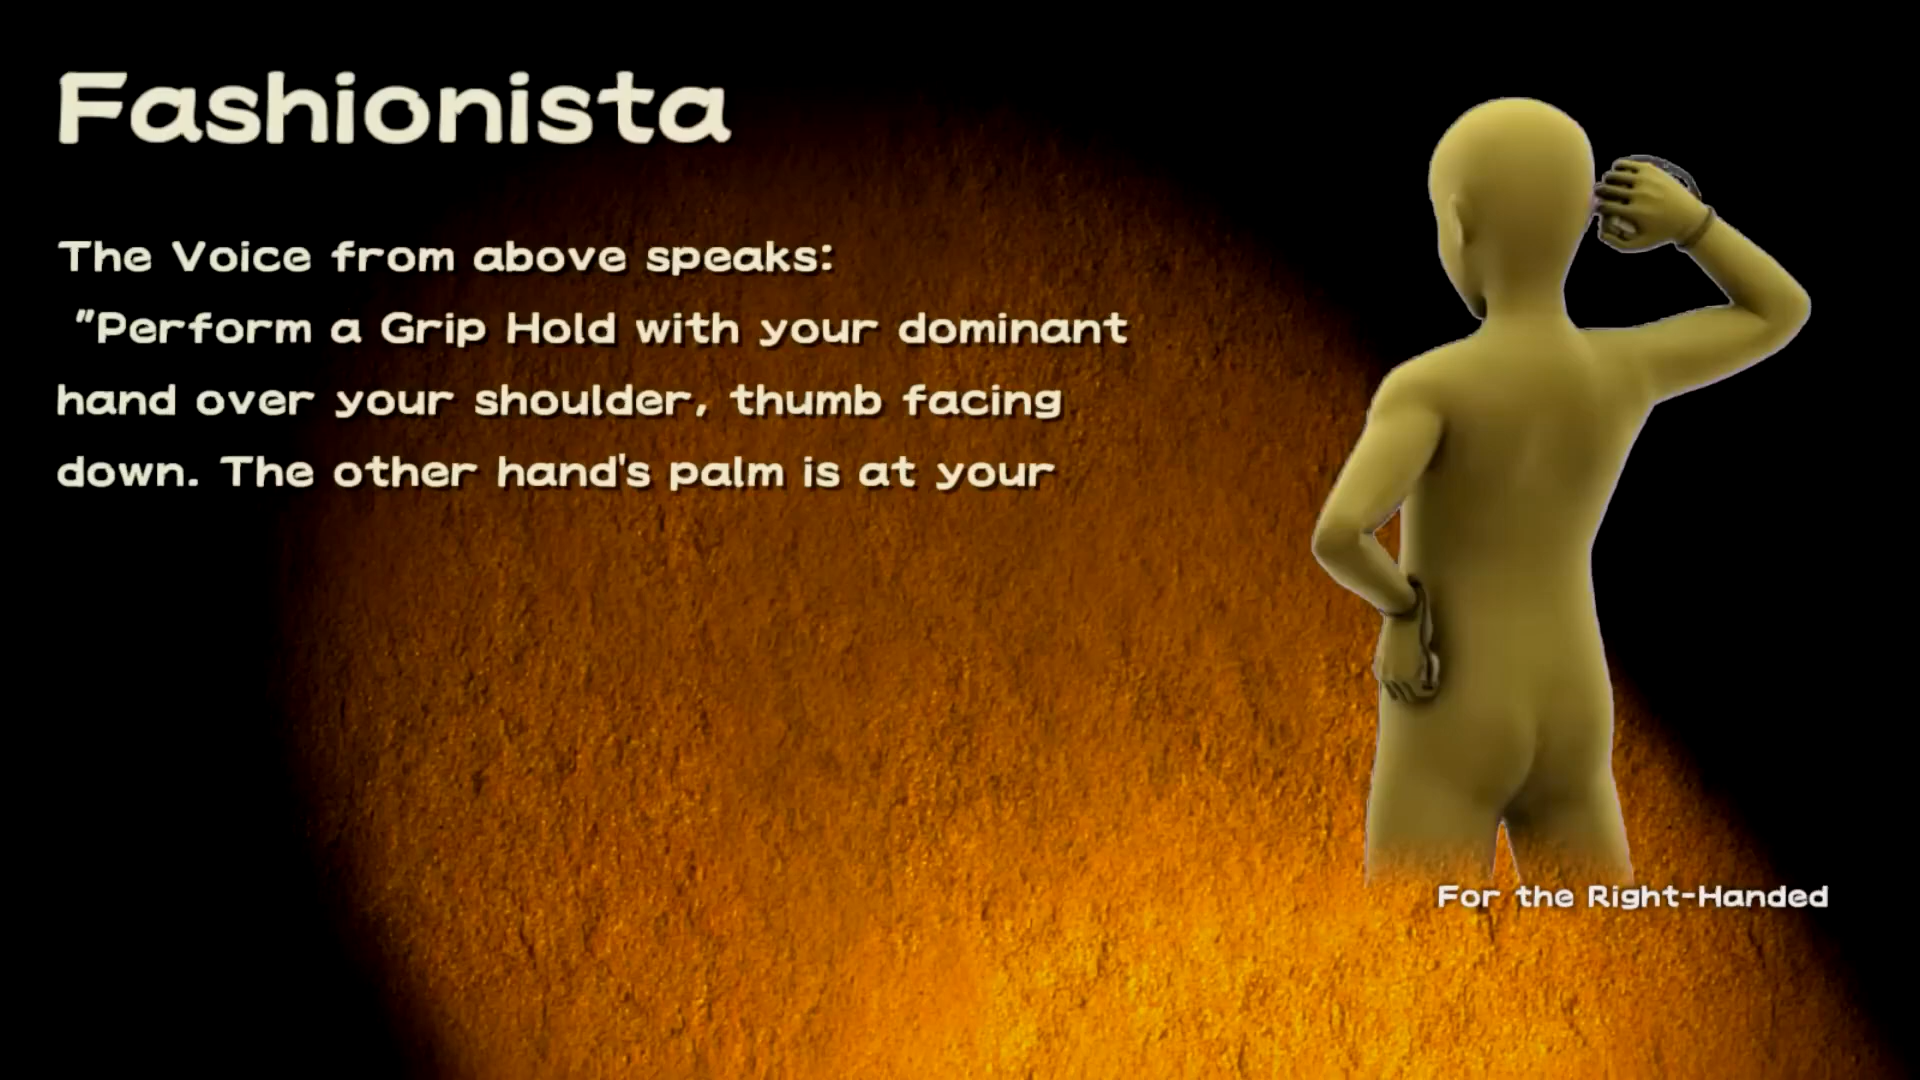 Fashionista
The Voice from above speaks:
"Perform a Grip Hold with your dominant
hand over your shoulder, thumb facing
down. The other hand's palm is at your
For the Right-Handed